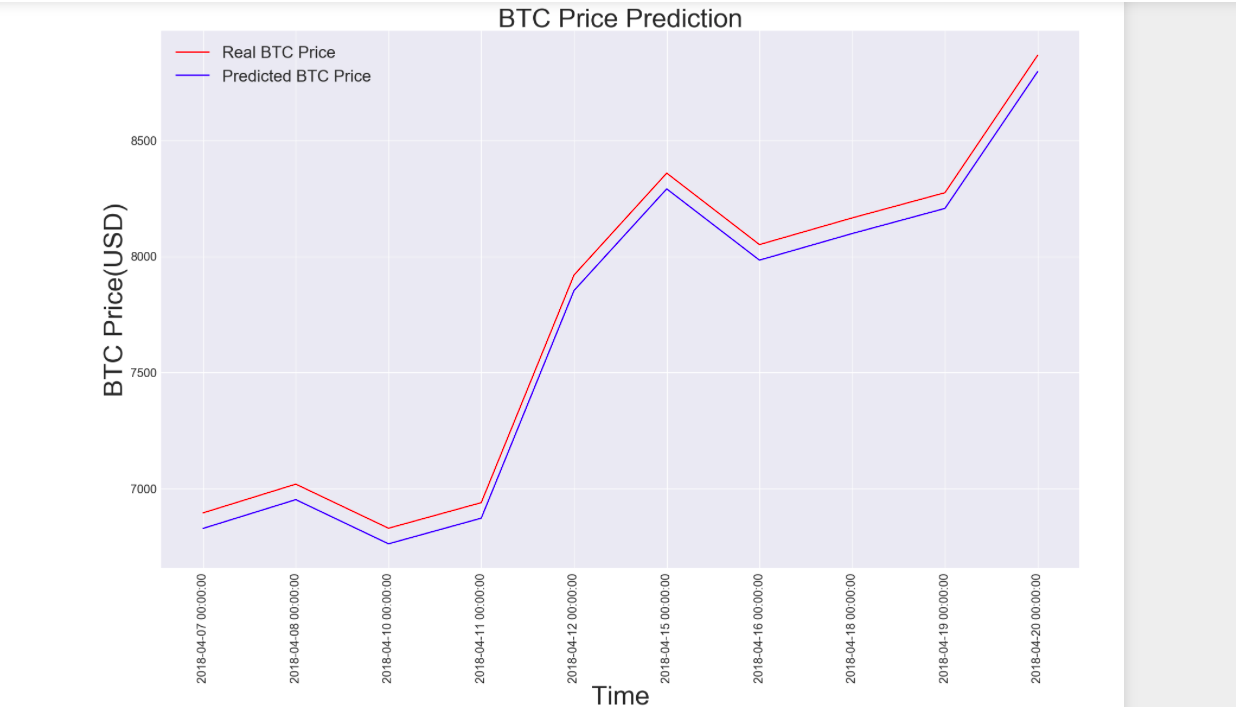 BTC Price Prediction
Real BTC Price
Predicted BTC Price
BTC Price(USD)
8500
8000
7500
7000
2018-04-07 00:00:00
2018-04-08 00:00:00
2018-04-10 00:00:00
2018-04-11 00:00:00
2018-04-12 00:00:00
2018-04-15 00:00:00
2018-04-16 00:00:00
2018-04-18 00:00:00
2018-04-19 00:00:00
2018-04-20 00:00:00
Time